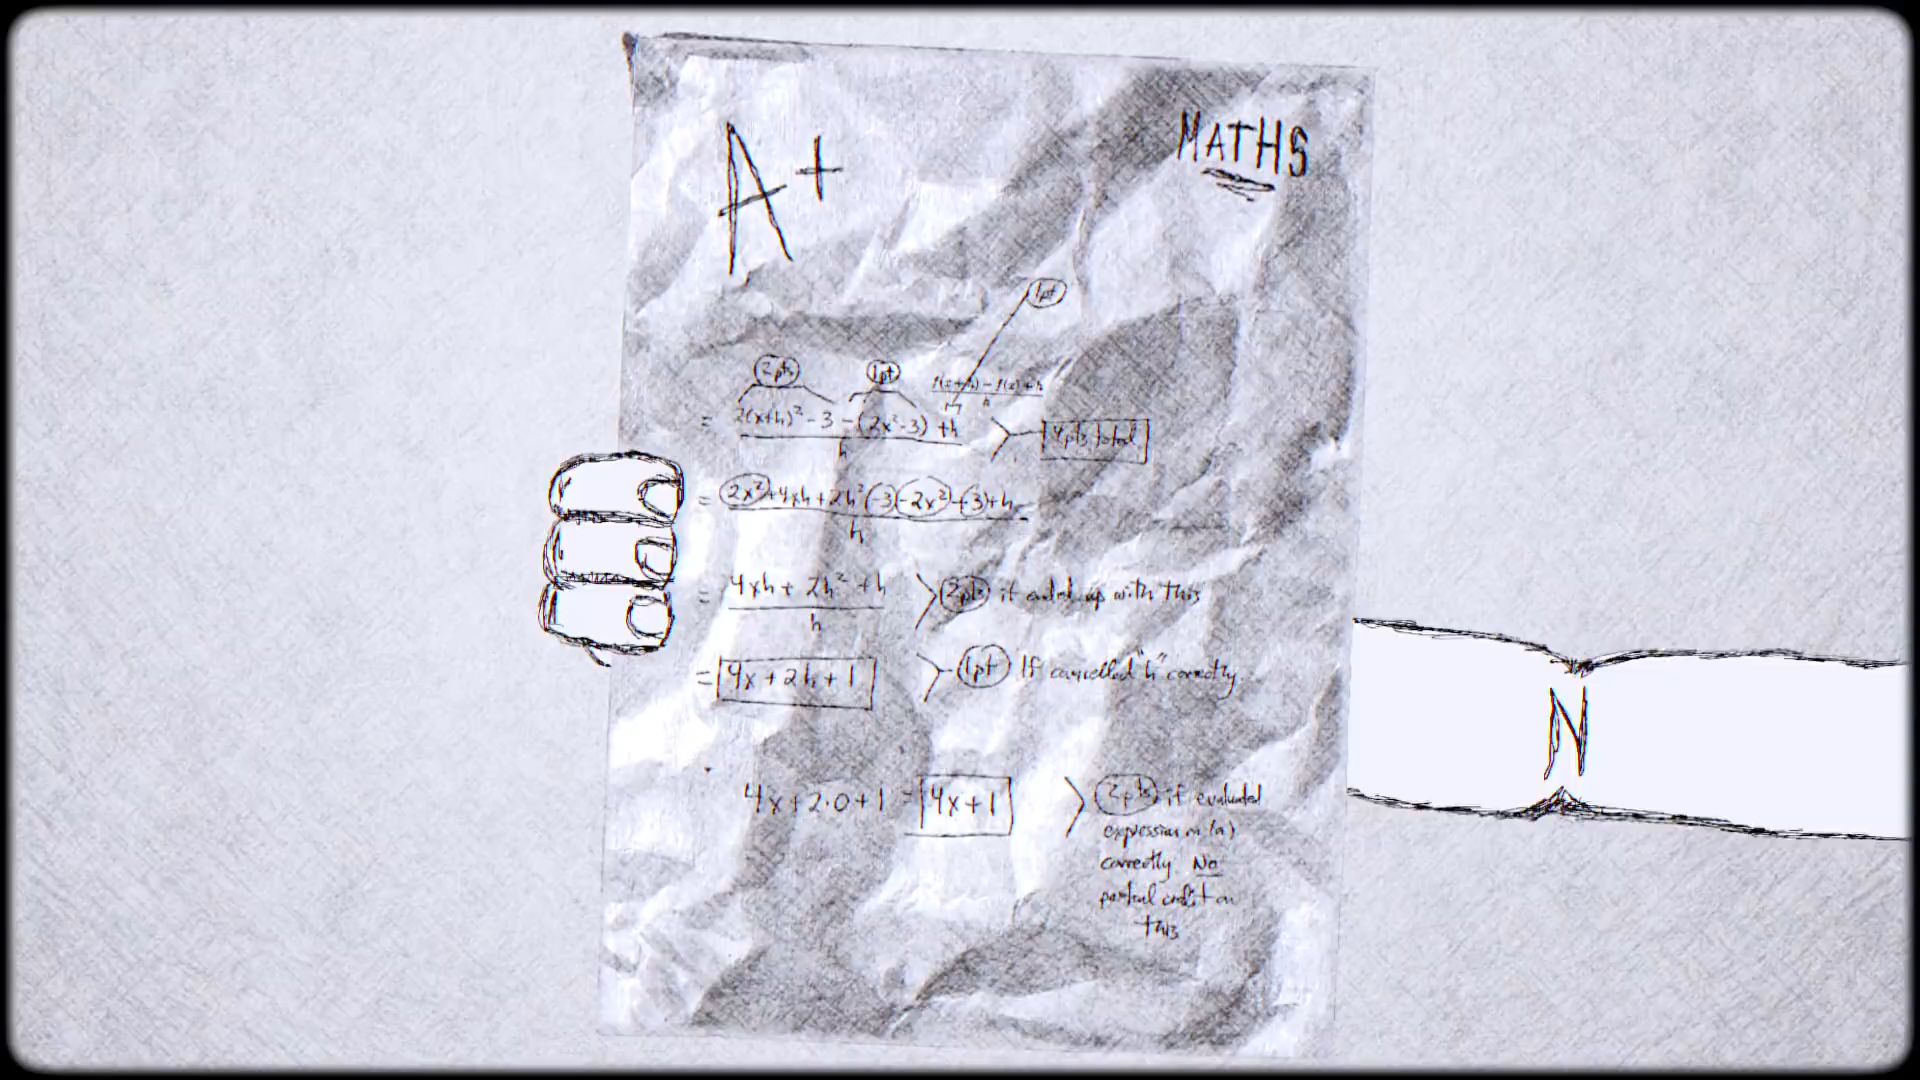 A+
MATHS
1pt
2pts 1pt
f(x+h)-f(x)+h
h
= 2(x+h)²-3-(2x²-3)+h
h
4pts total
= 2x²+4xh+2h²-3-2x²+3+h
h
= 4xh+2h²+h
h
2pts if ended up with this
= 4x+2h+1
1pt If cancelled "h" correctly
N
4x+2·0+1 = 4x+1
2pts if evaluated
expression in (a)
correctly No
partial credit on
this